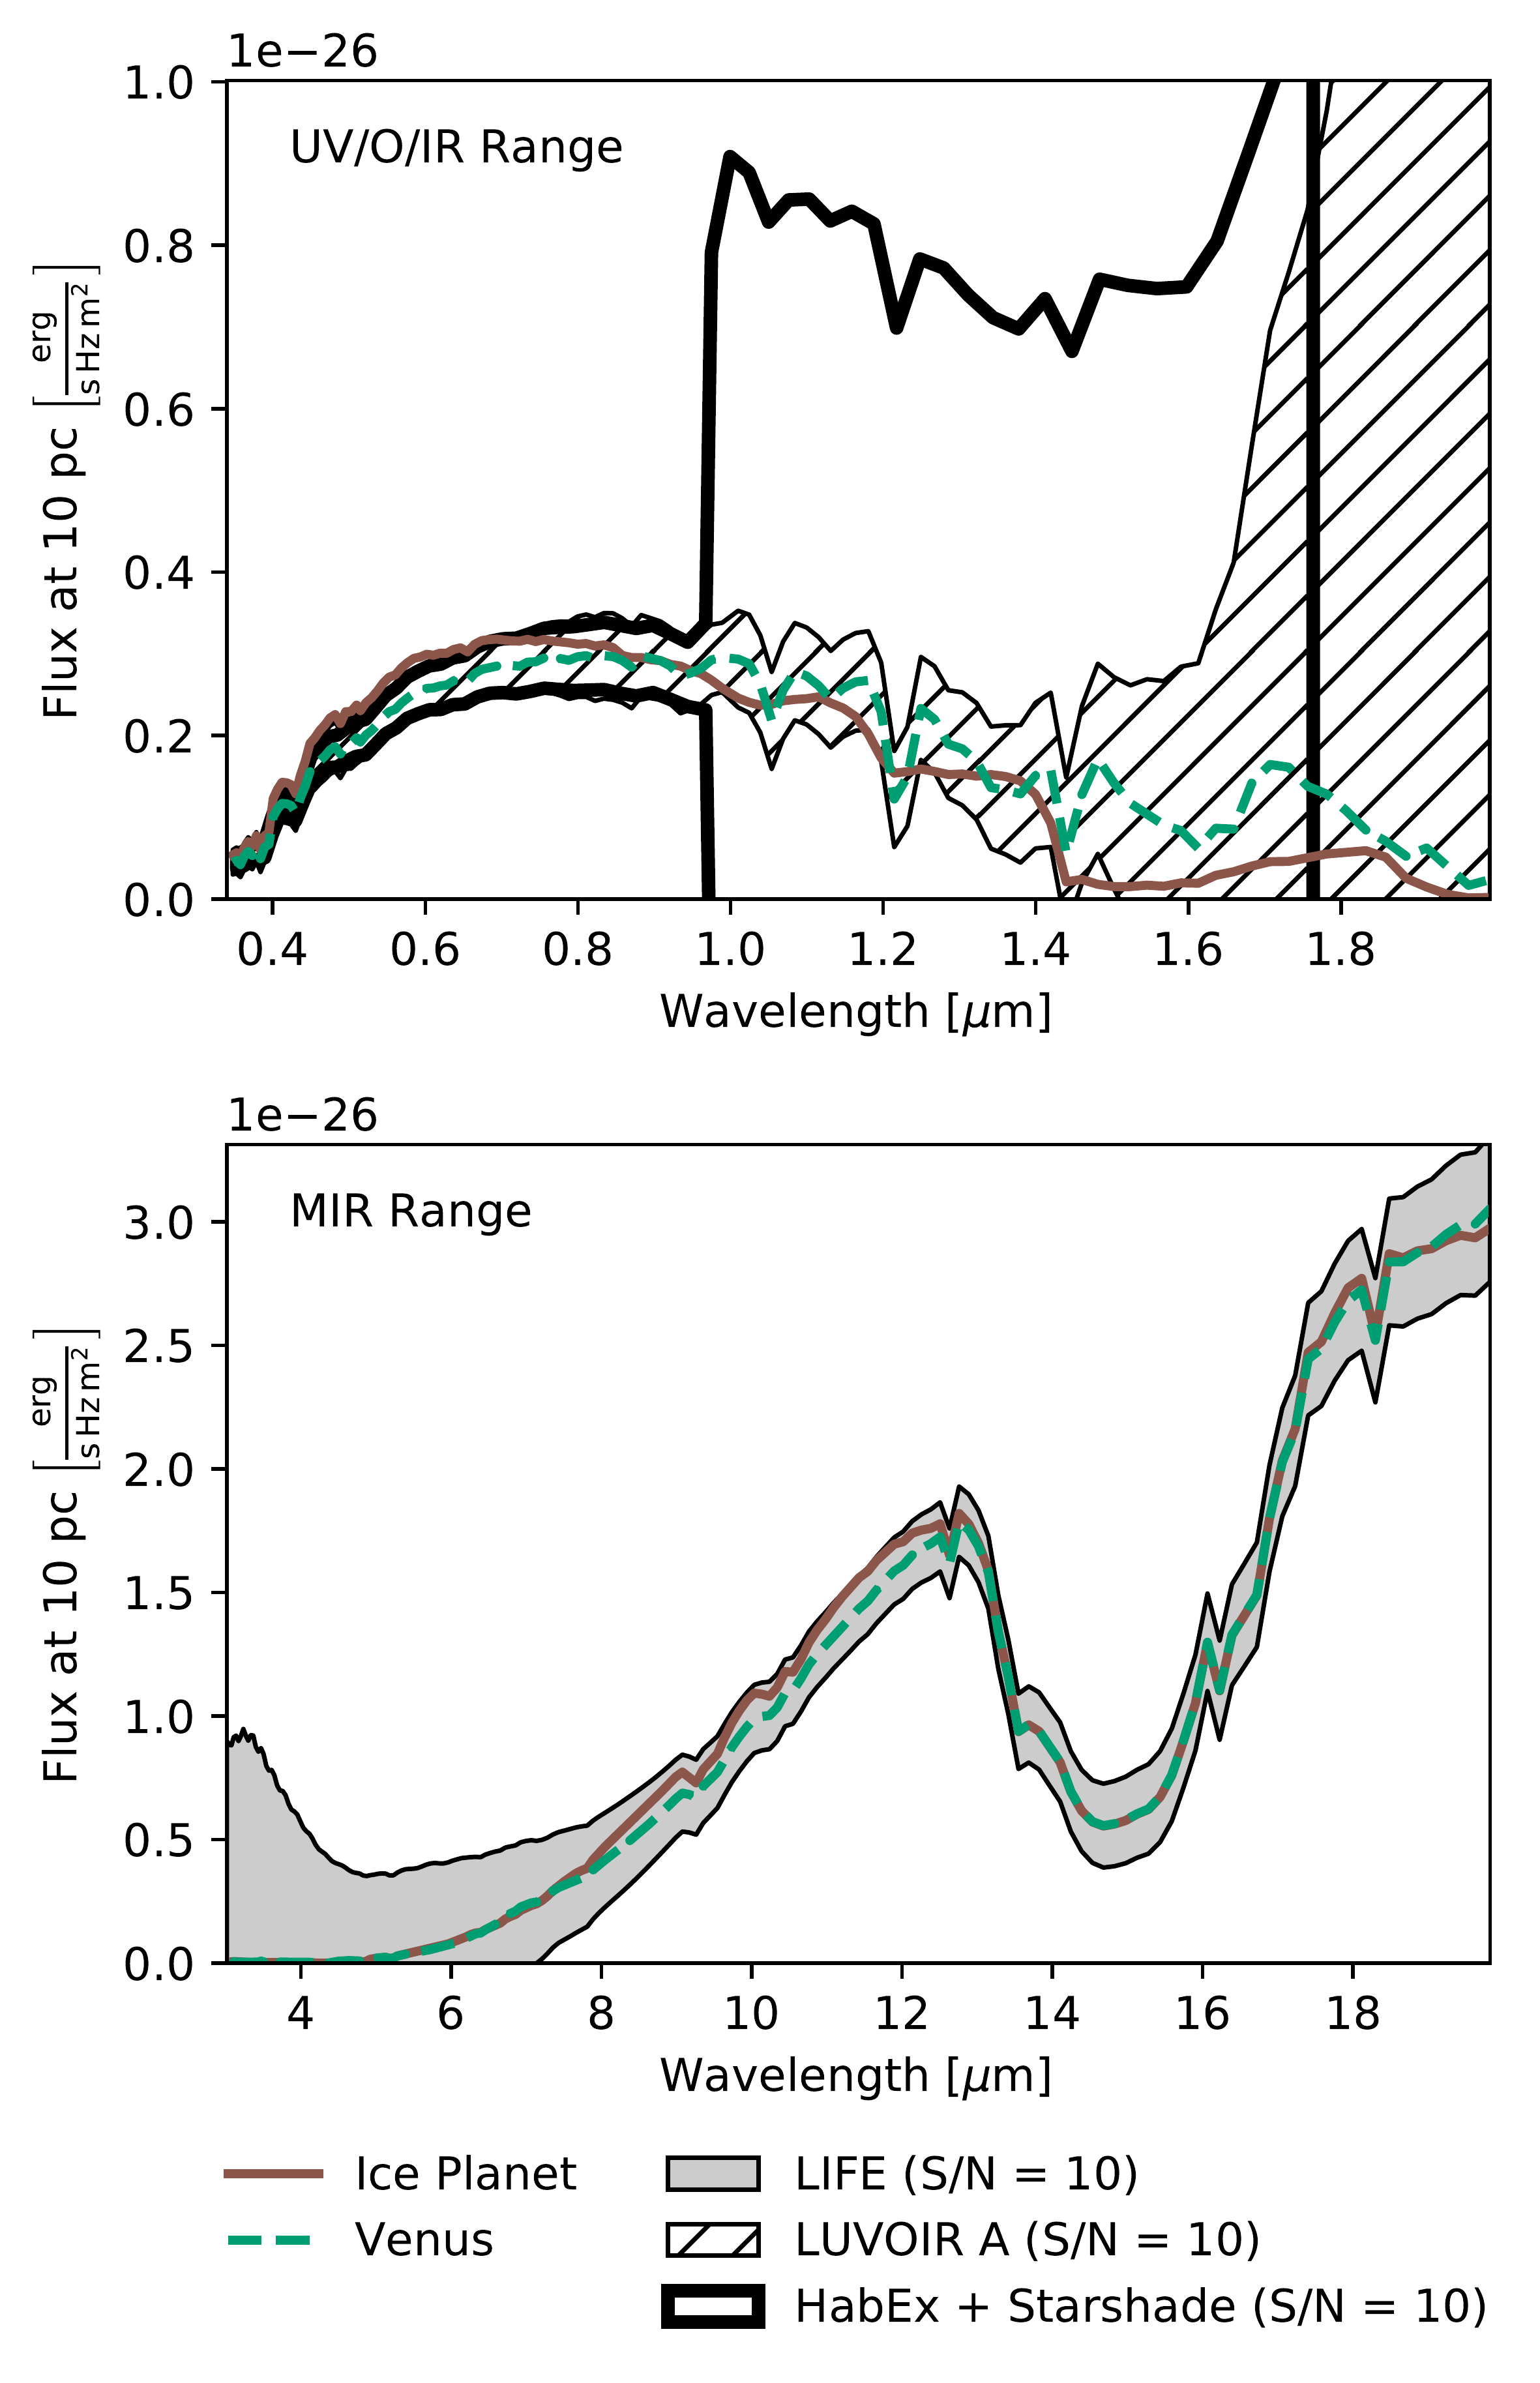 1e−26
UV/O/IR Range
1.0
0.8
0.6
0.4
0.2
0.0
Flux at 10 pc [erg / s Hz m²]
0.4 0.6 0.8 1.0 1.2 1.4 1.6 1.8
Wavelength [μm]
1e−26
MIR Range
3.0
2.5
2.0
1.5
1.0
0.5
0.0
Flux at 10 pc [erg / s Hz m²]
4 6 8 10 12 14 16 18
Wavelength [μm]
Ice Planet
Venus
LIFE (S/N = 10)
LUVOIR A (S/N = 10)
HabEx + Starshade (S/N = 10)